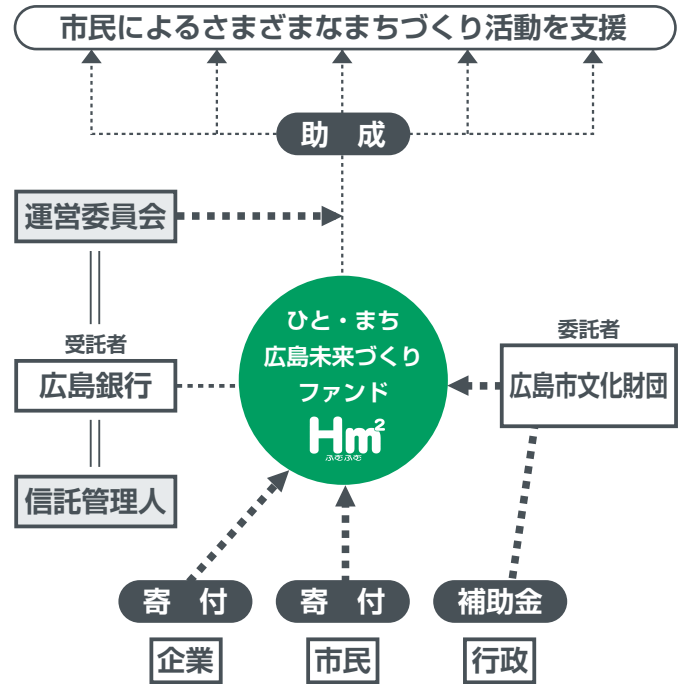 市民によるさまざまなまちづくり活動を支援
助 成
運営委員会
ひと・まち
広島未来づくり
ファンド
Hm²
ふむふむ
受託者
広島銀行
委託者
広島市文化財団
信託管理人
寄 付
寄 付
補助金
企業
市民
行政